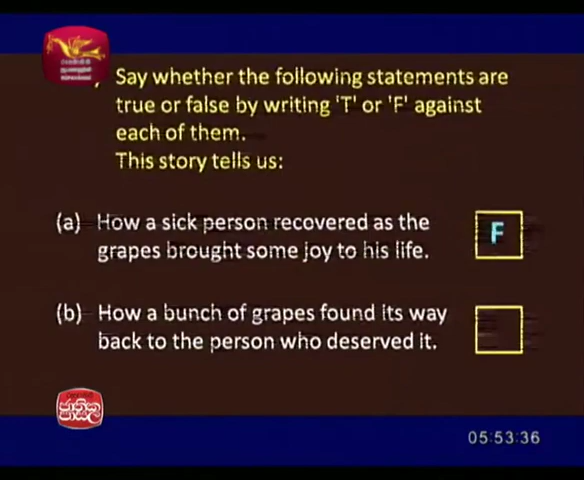 Say whether the following statements are
true or false by writing 'T' or 'F' against
each of them.
This story tells us:
(a) How a sick person recovered as the
grapes brought some joy to his life.
F
(b) How a bunch of grapes found its way
back to the person who deserved it.
ජාතික
05:53:36